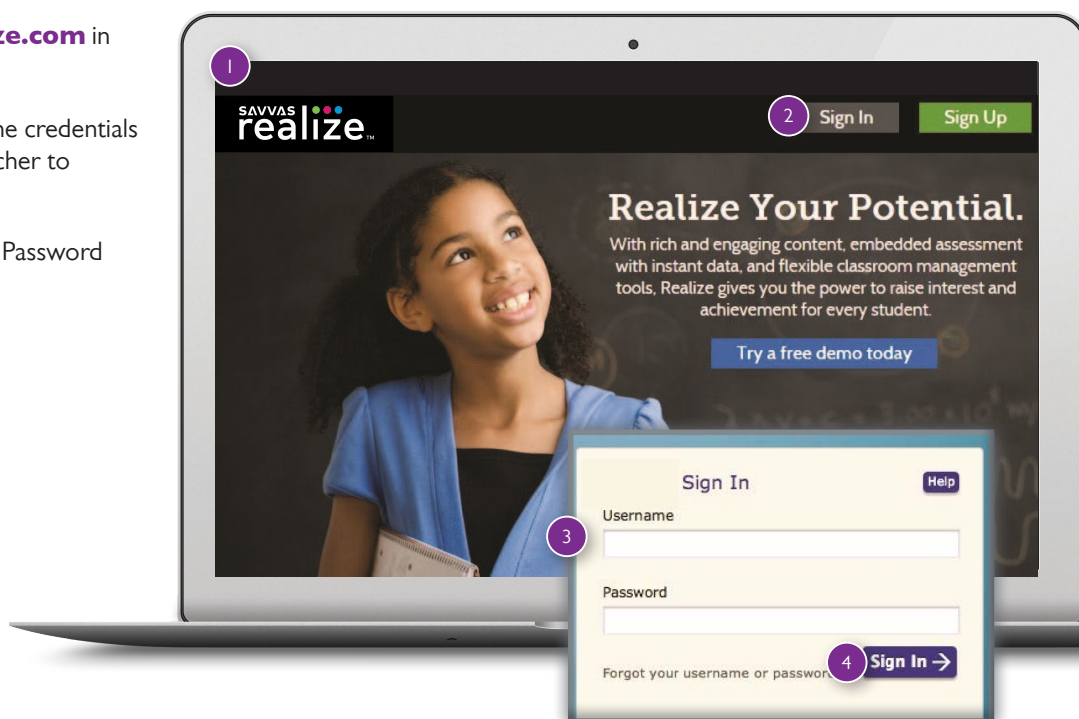 ze.com in
ne credentials
cher to
Password
1
SAVVAS
realize™
2
Sign In
Sign Up
Realize Your Potential.
With rich and engaging content, embedded assessment
with instant data, and flexible classroom management
tools, Realize gives you the power to raise interest and
achievement for every student.
Try a free demo today
Sign In
Help
Username
3
Password
Forgot your username or password
4
Sign In →